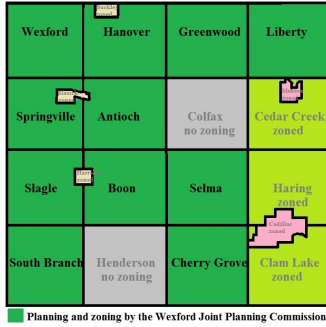 Wexford
Hanover
Greenwood
Liberty
Springville
Antioch
Colfax
no zoning
Cedar Creek
zoned
Slagle
Boon
Selma
Haring
zoned
Cadillac
zoned
South Branch
Henderson
no zoning
Cherry Grove
Clam Lake
zoned
Planning and zoning by the Wexford Joint Planning Commission